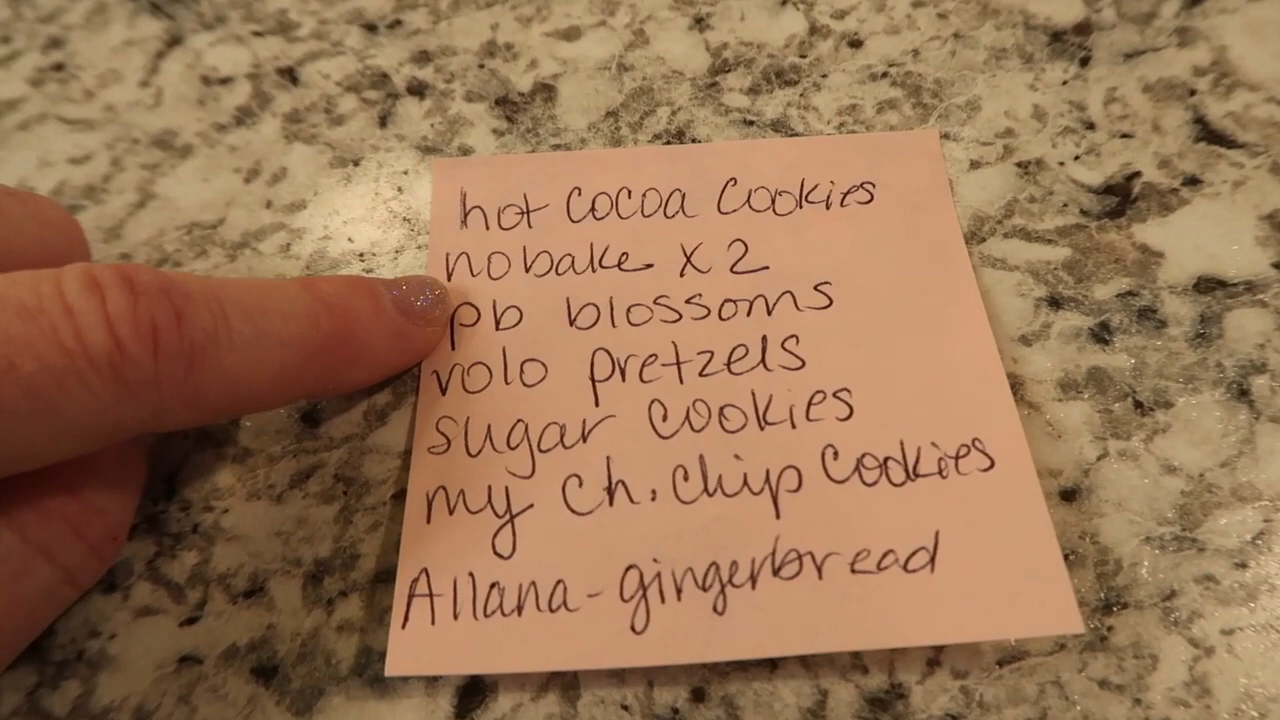 hot cocoa cookies
nobake x 2
pb blossoms
rolo pretzels
sugar cookies
my ch. chip cookies
Allana - gingerbread